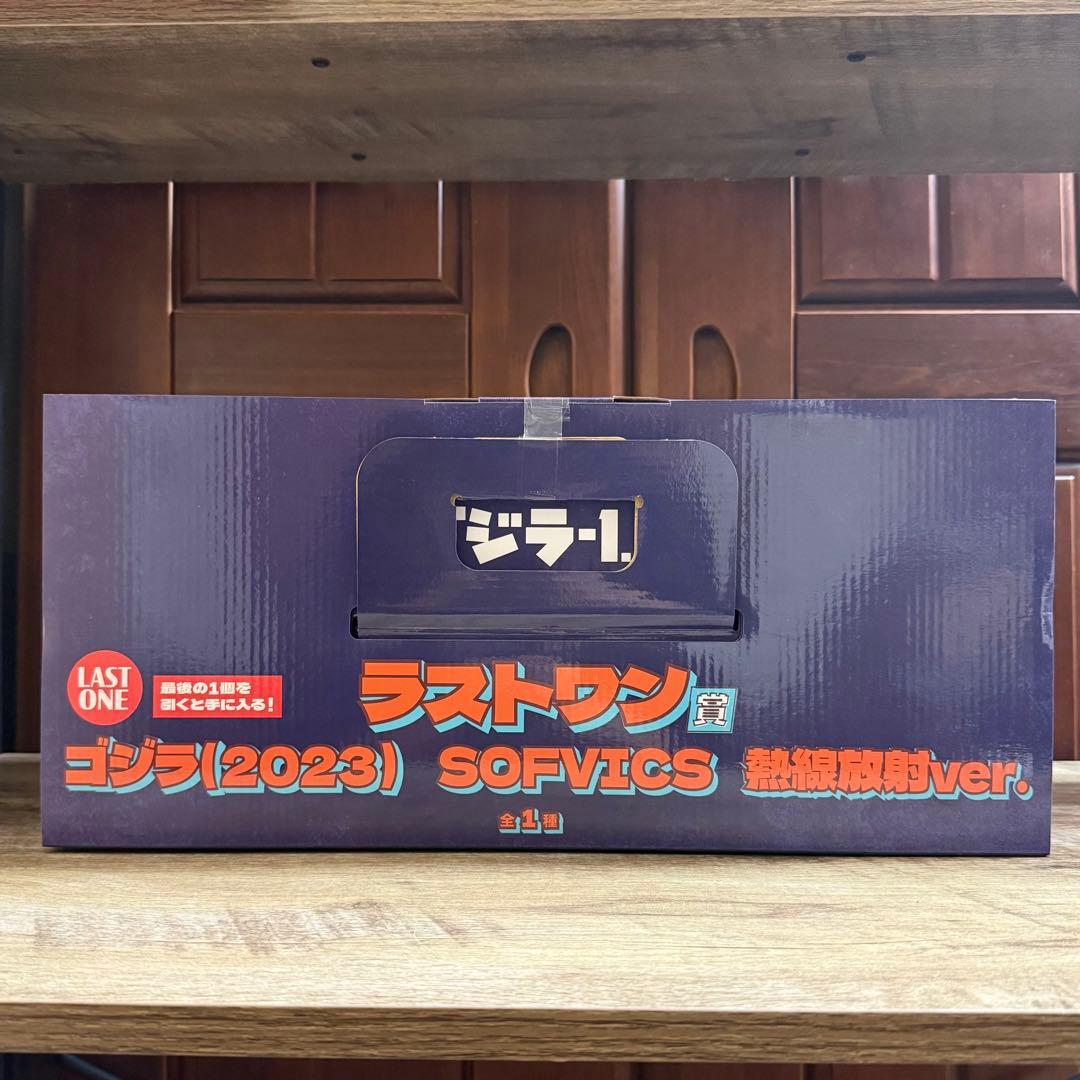 ジラ-1.
LAST
ONE
最後の1個を
引くと手に入る!
ラストワン賞
ゴジラ(2023) SOFVICS 熱線放射ver.
全1種